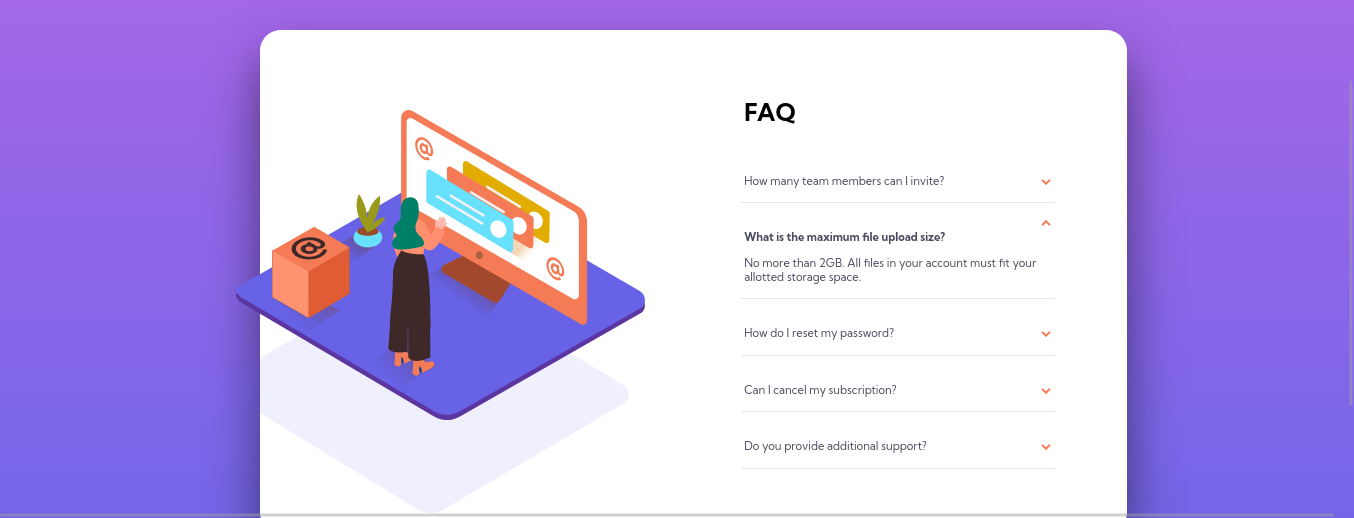 FAQ
How many team members can I invite?
What is the maximum file upload size?
No more than 2GB. All files in your account must fit your
allotted storage space.
How do I reset my password?
Can I cancel my subscription?
Do you provide additional support?
@
@
@